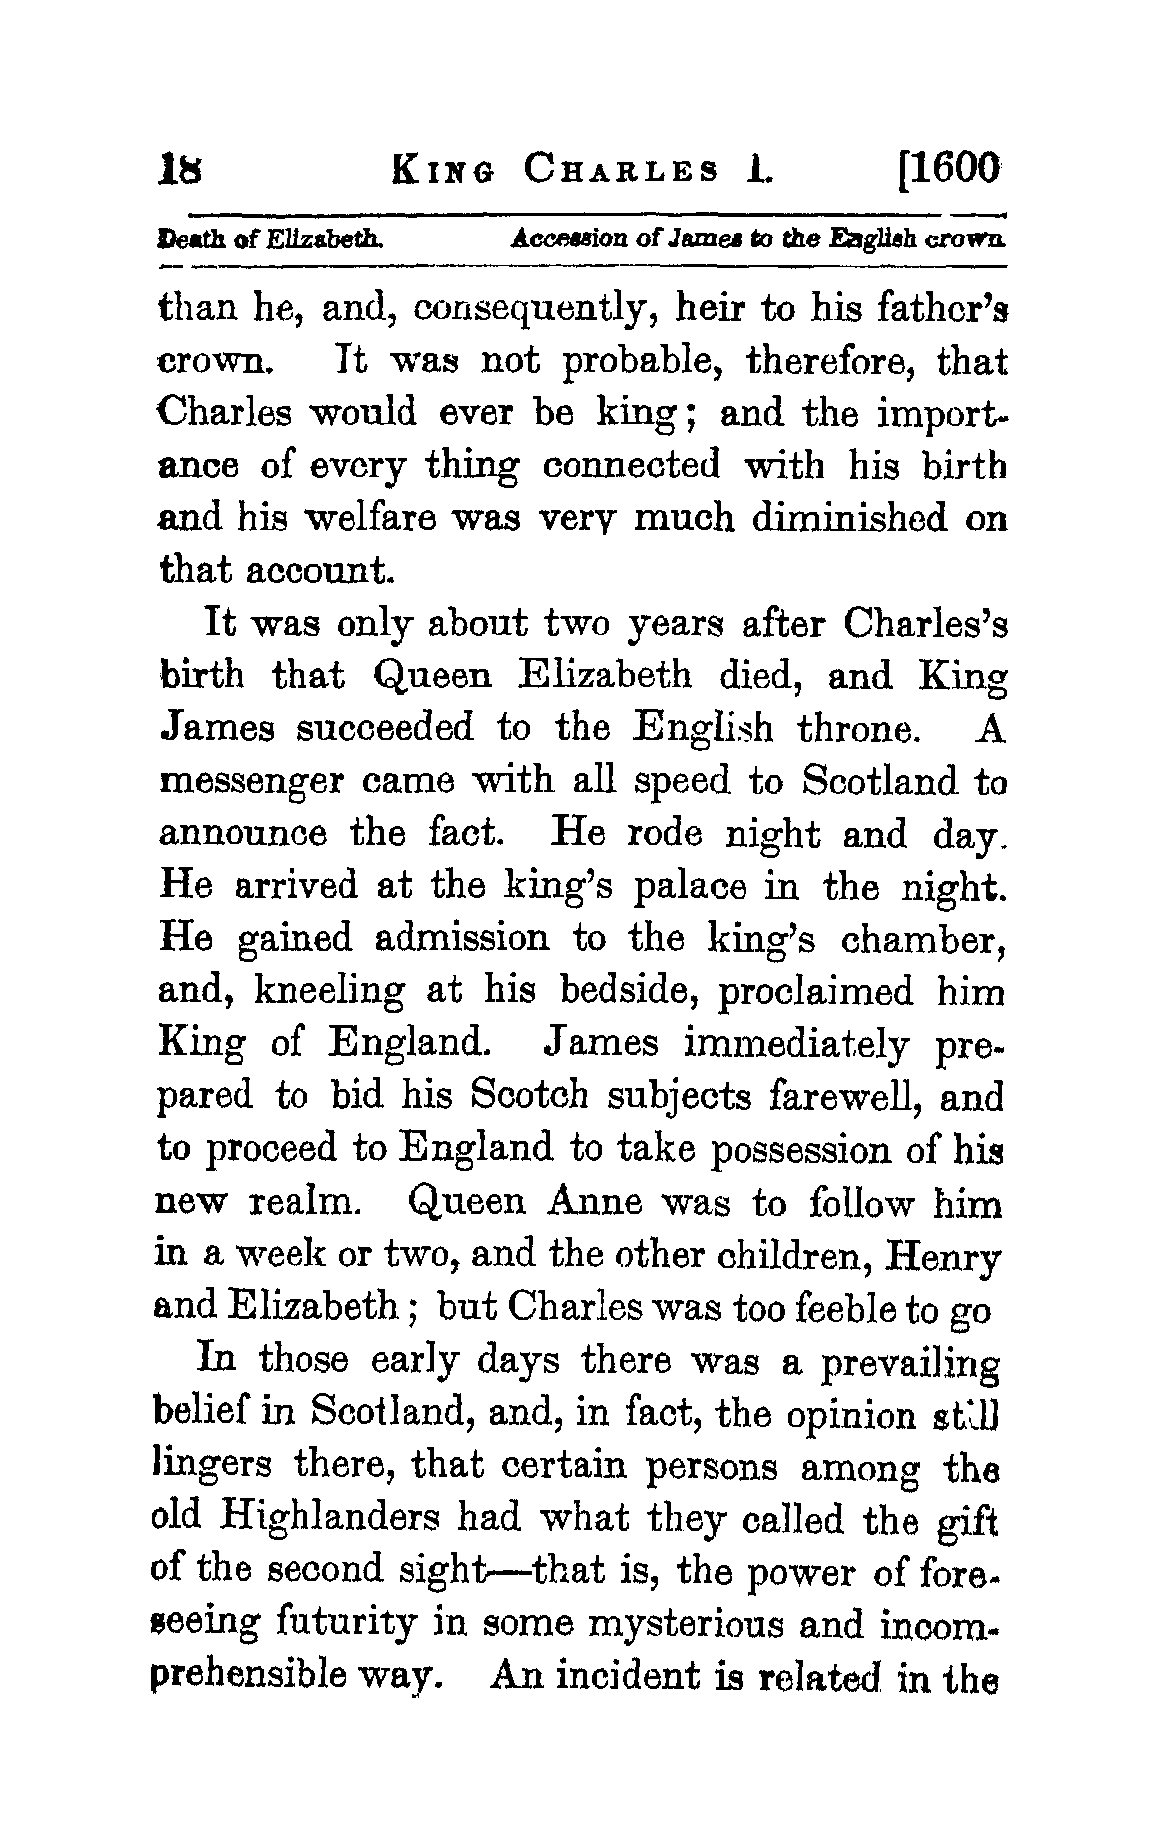 18 KING CHARLES I. [1600
Death of Elizabeth. Accession of James to the English crown.
than he, and, consequently, heir to his father's
crown. It was not probable, therefore, that
Charles would ever be king; and the import-
ance of every thing connected with his birth
and his welfare was very much diminished on
that account.
It was only about two years after Charles's
birth that Queen Elizabeth died, and King
James succeeded to the English throne. A
messenger came with all speed to Scotland to
announce the fact. He rode night and day.
He arrived at the king's palace in the night.
He gained admission to the king's chamber,
and, kneeling at his bedside, proclaimed him
King of England. James immediately pre-
pared to bid his Scotch subjects farewell, and
to proceed to England to take possession of his
new realm. Queen Anne was to follow him
in a week or two, and the other children, Henry
and Elizabeth; but Charles was too feeble to go
In those early days there was a prevailing
belief in Scotland, and, in fact, the opinion still
lingers there, that certain persons among the
old Highlanders had what they called the gift
of the second sight—that is, the power of fore-
seeing futurity in some mysterious and incom-
prehensible way. An incident is related in the